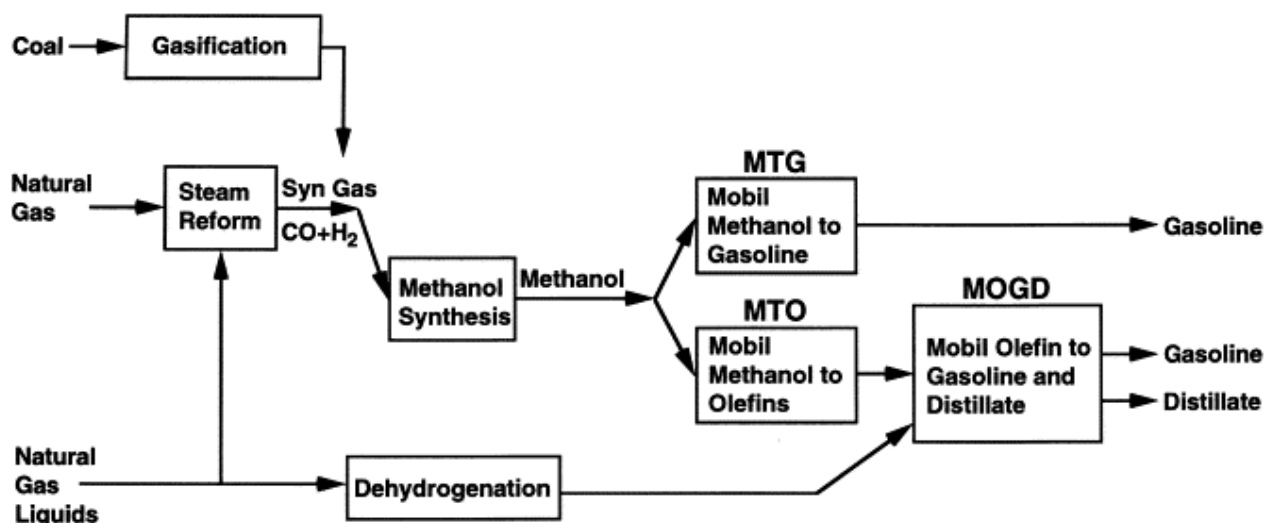 Coal
Gasification
Natural
Gas
Steam
Reform
Syn Gas
CO+H₂
Methanol
Synthesis
Methanol
MTG
Mobil
Methanol to
Gasoline
Gasoline
MTO
Mobil
Methanol to
Olefins
MOGD
Mobil Olefin to
Gasoline and
Distillate
Gasoline
Distillate
Natural
Gas
Liquids
Dehydrogenation